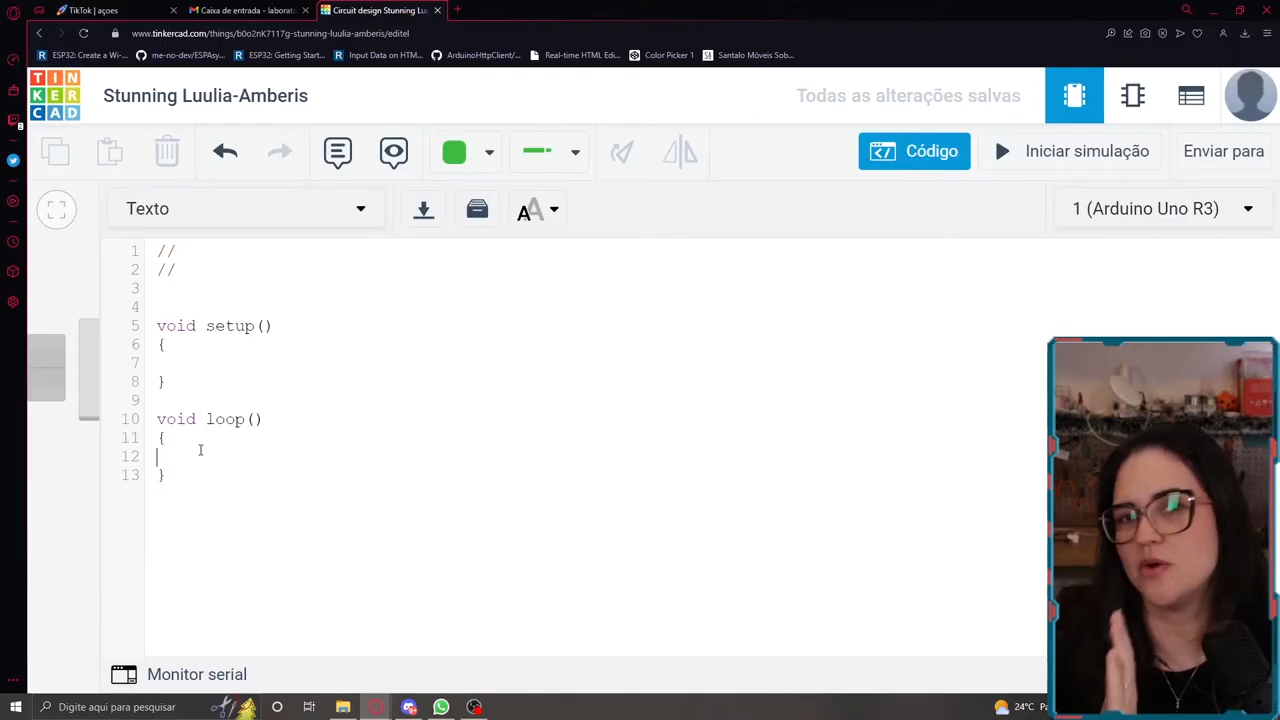 TikTok | açoes
Caixa de entrada - laborato
Circuit design Stunning Lu
www.tinkercad.com/things/b0o2nK7117g-stunning-luulia-amberis/editel
ESP32: Create a Wi-...
me-no-dev/ESPAsy...
ESP32: Getting Start...
Input Data on HTM...
ArduinoHttpClient/...
Real-time HTML Edi...
Color Picker 1
Santalo Móveis Sob...
TIN
KER
CAD
Stunning Luulia-Amberis
Todas as alterações salvas
Código
Iniciar simulação
Enviar para
Texto
AA
1 (Arduino Uno R3)
1 //
2 //
3
4
5 void setup()
6 {
7
8 }
9
10 void loop()
11 {
12
13 }
Monitor serial
Digite aqui para pesquisar
24°C